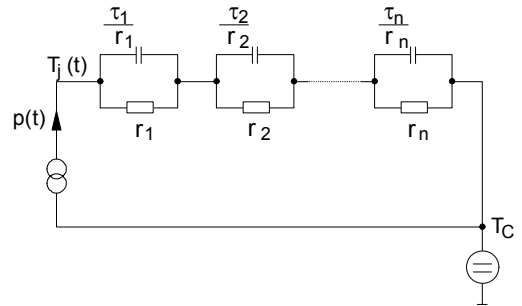 τ1/r1
τ2/r2
τn/rn
Tj(t)
p(t)
r1
r2
rn
TC